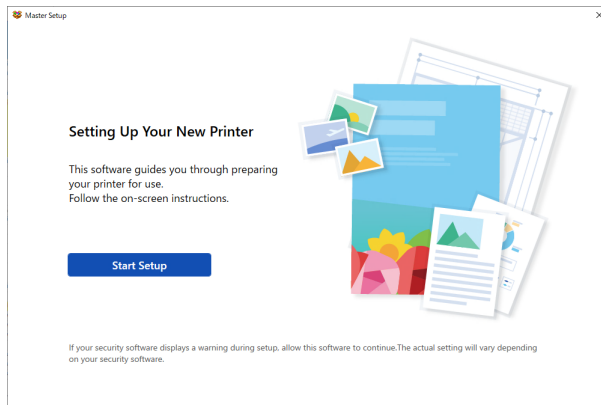 Master Setup
Setting Up Your New Printer
This software guides you through preparing
your printer for use.
Follow the on-screen instructions.
Start Setup
If your security software displays a warning during setup, allow this software to continue.The actual setting will vary depending
on your security software.